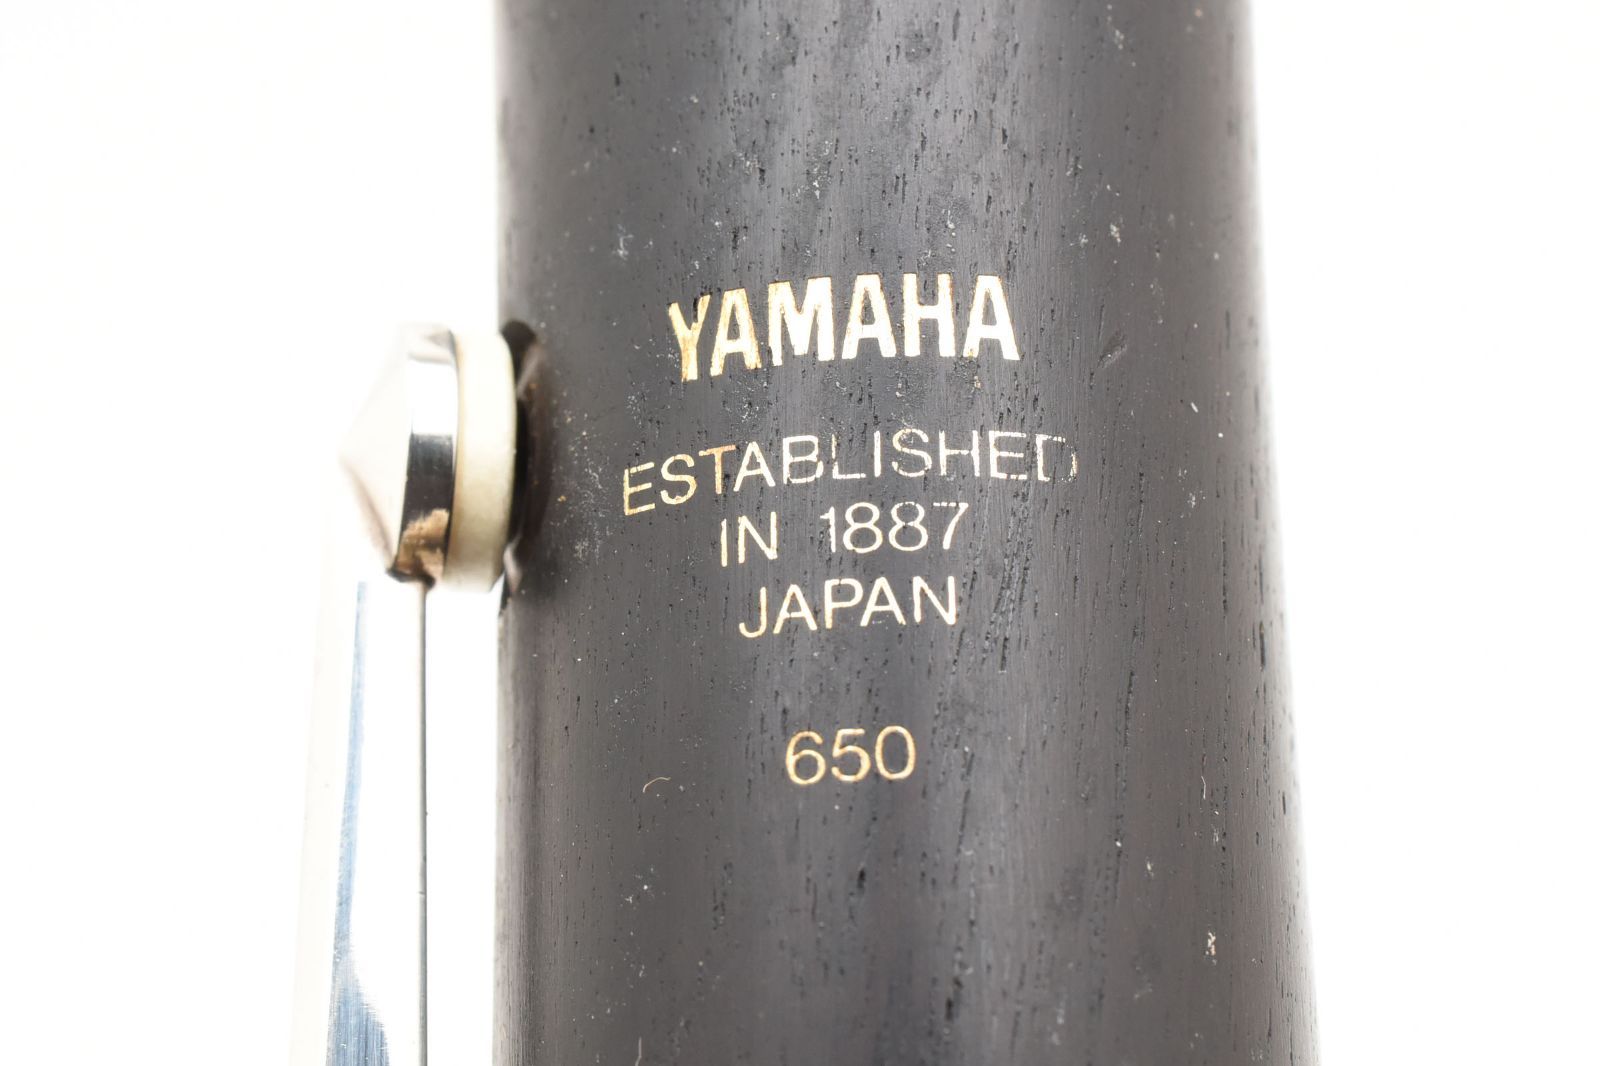 YAMAHA
ESTABLISHED
IN 1887
JAPAN
650